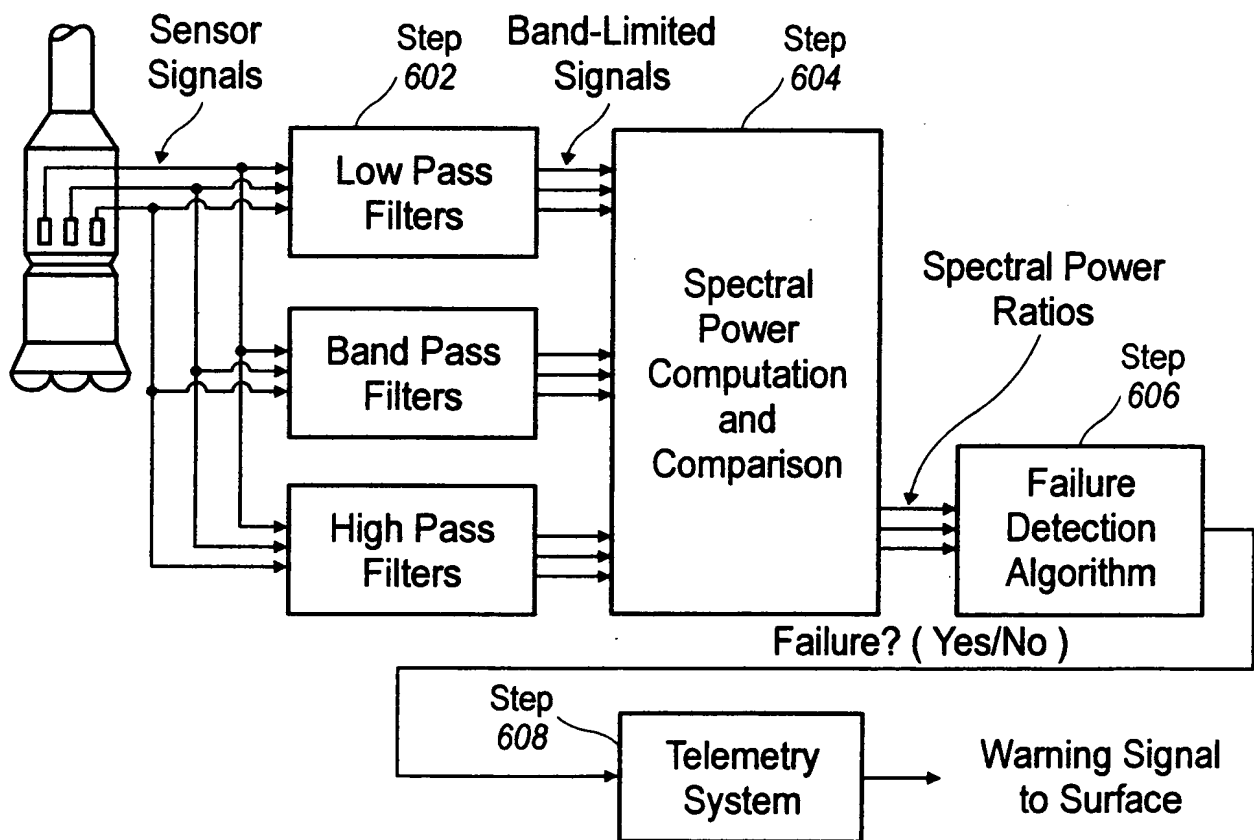 Sensor
Signals
Step
602
Band-Limited
Signals
Step
604
Low Pass
Filters
Band Pass
Filters
High Pass
Filters
Spectral
Power
Computation
and
Comparison
Spectral Power
Ratios
Step
606
Failure
Detection
Algorithm
Failure? ( Yes/No )
Step
608
Telemetry
System
Warning Signal
to Surface